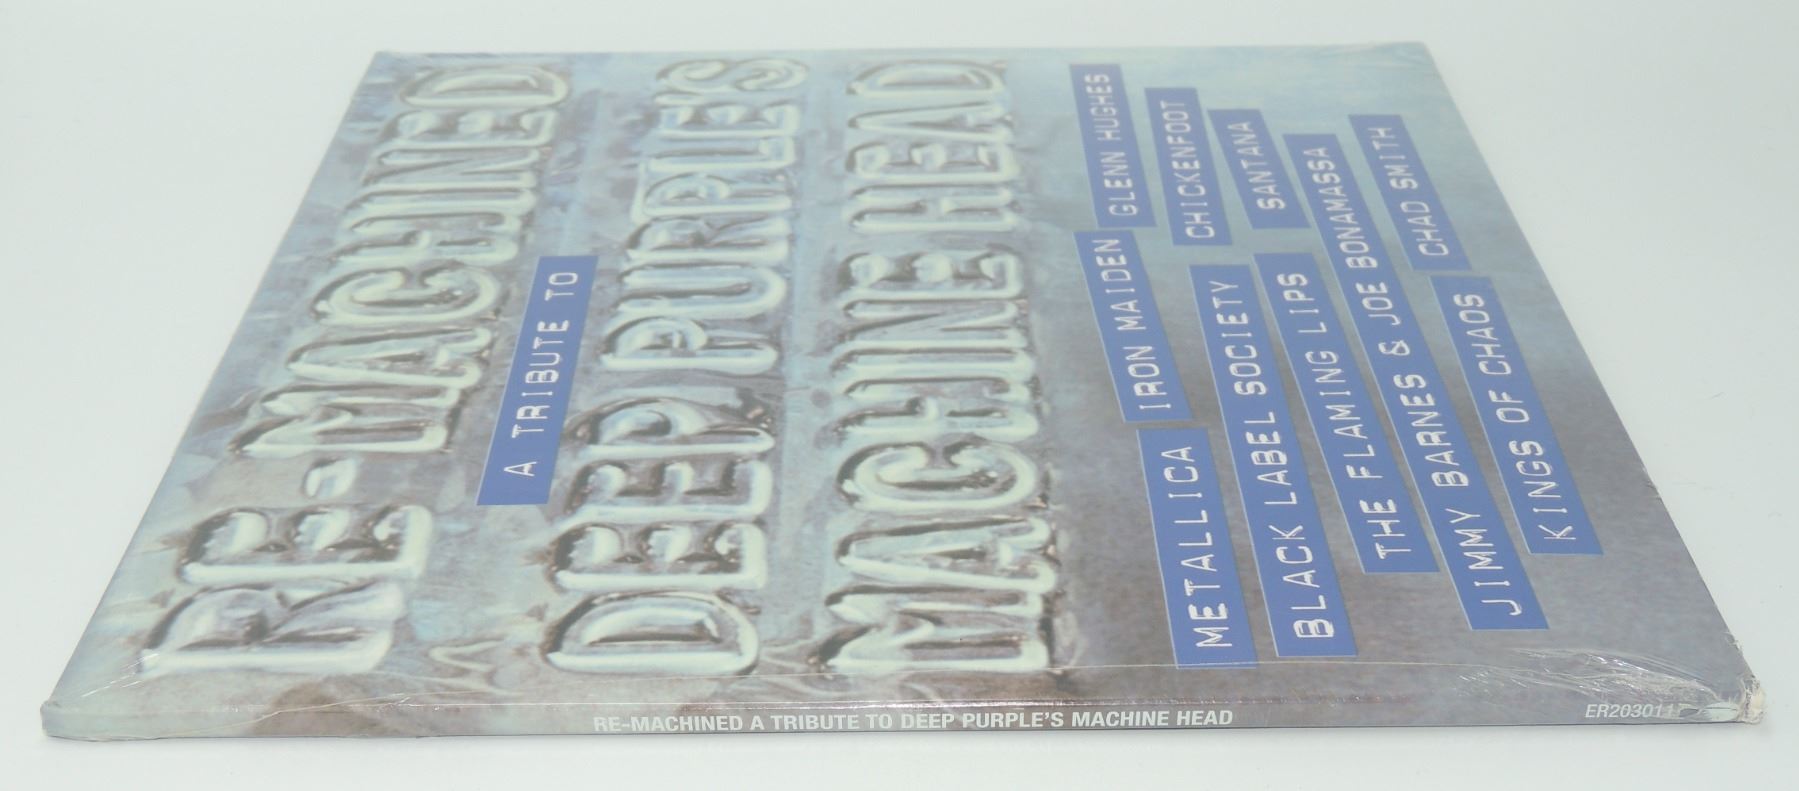 RE-MACHINED
A TRIBUTE TO
DEEP PURPLE'S
MACHINE HEAD
METALLICA
IRON MAIDEN
GLENN HUGHES
BLACK LABEL SOCIETY
CHICKENFOOT
THE FLAMING LIPS
SANTANA
JIMMY BARNES & JOE BONAMASSA
KINGS OF CHAOS
CHAD SMITH
RE-MACHINED A TRIBUTE TO DEEP PURPLE'S MACHINE HEAD